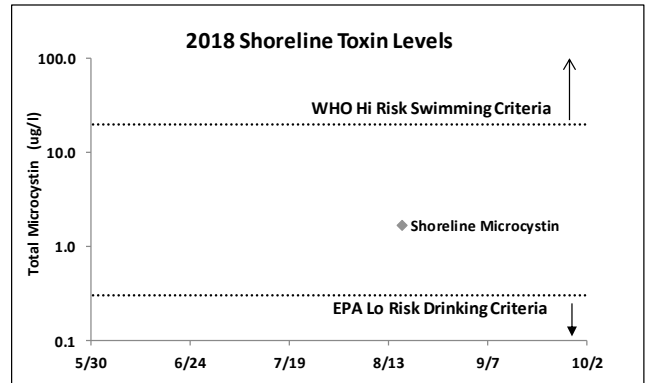 2018 Shoreline Toxin Levels
Total Microcystin (ug/l)
100.0
10.0
1.0
0.1
WHO Hi Risk Swimming Criteria
Shoreline Microcystin
EPA Lo Risk Drinking Criteria
5/30 6/24 7/19 8/13 9/7 10/2